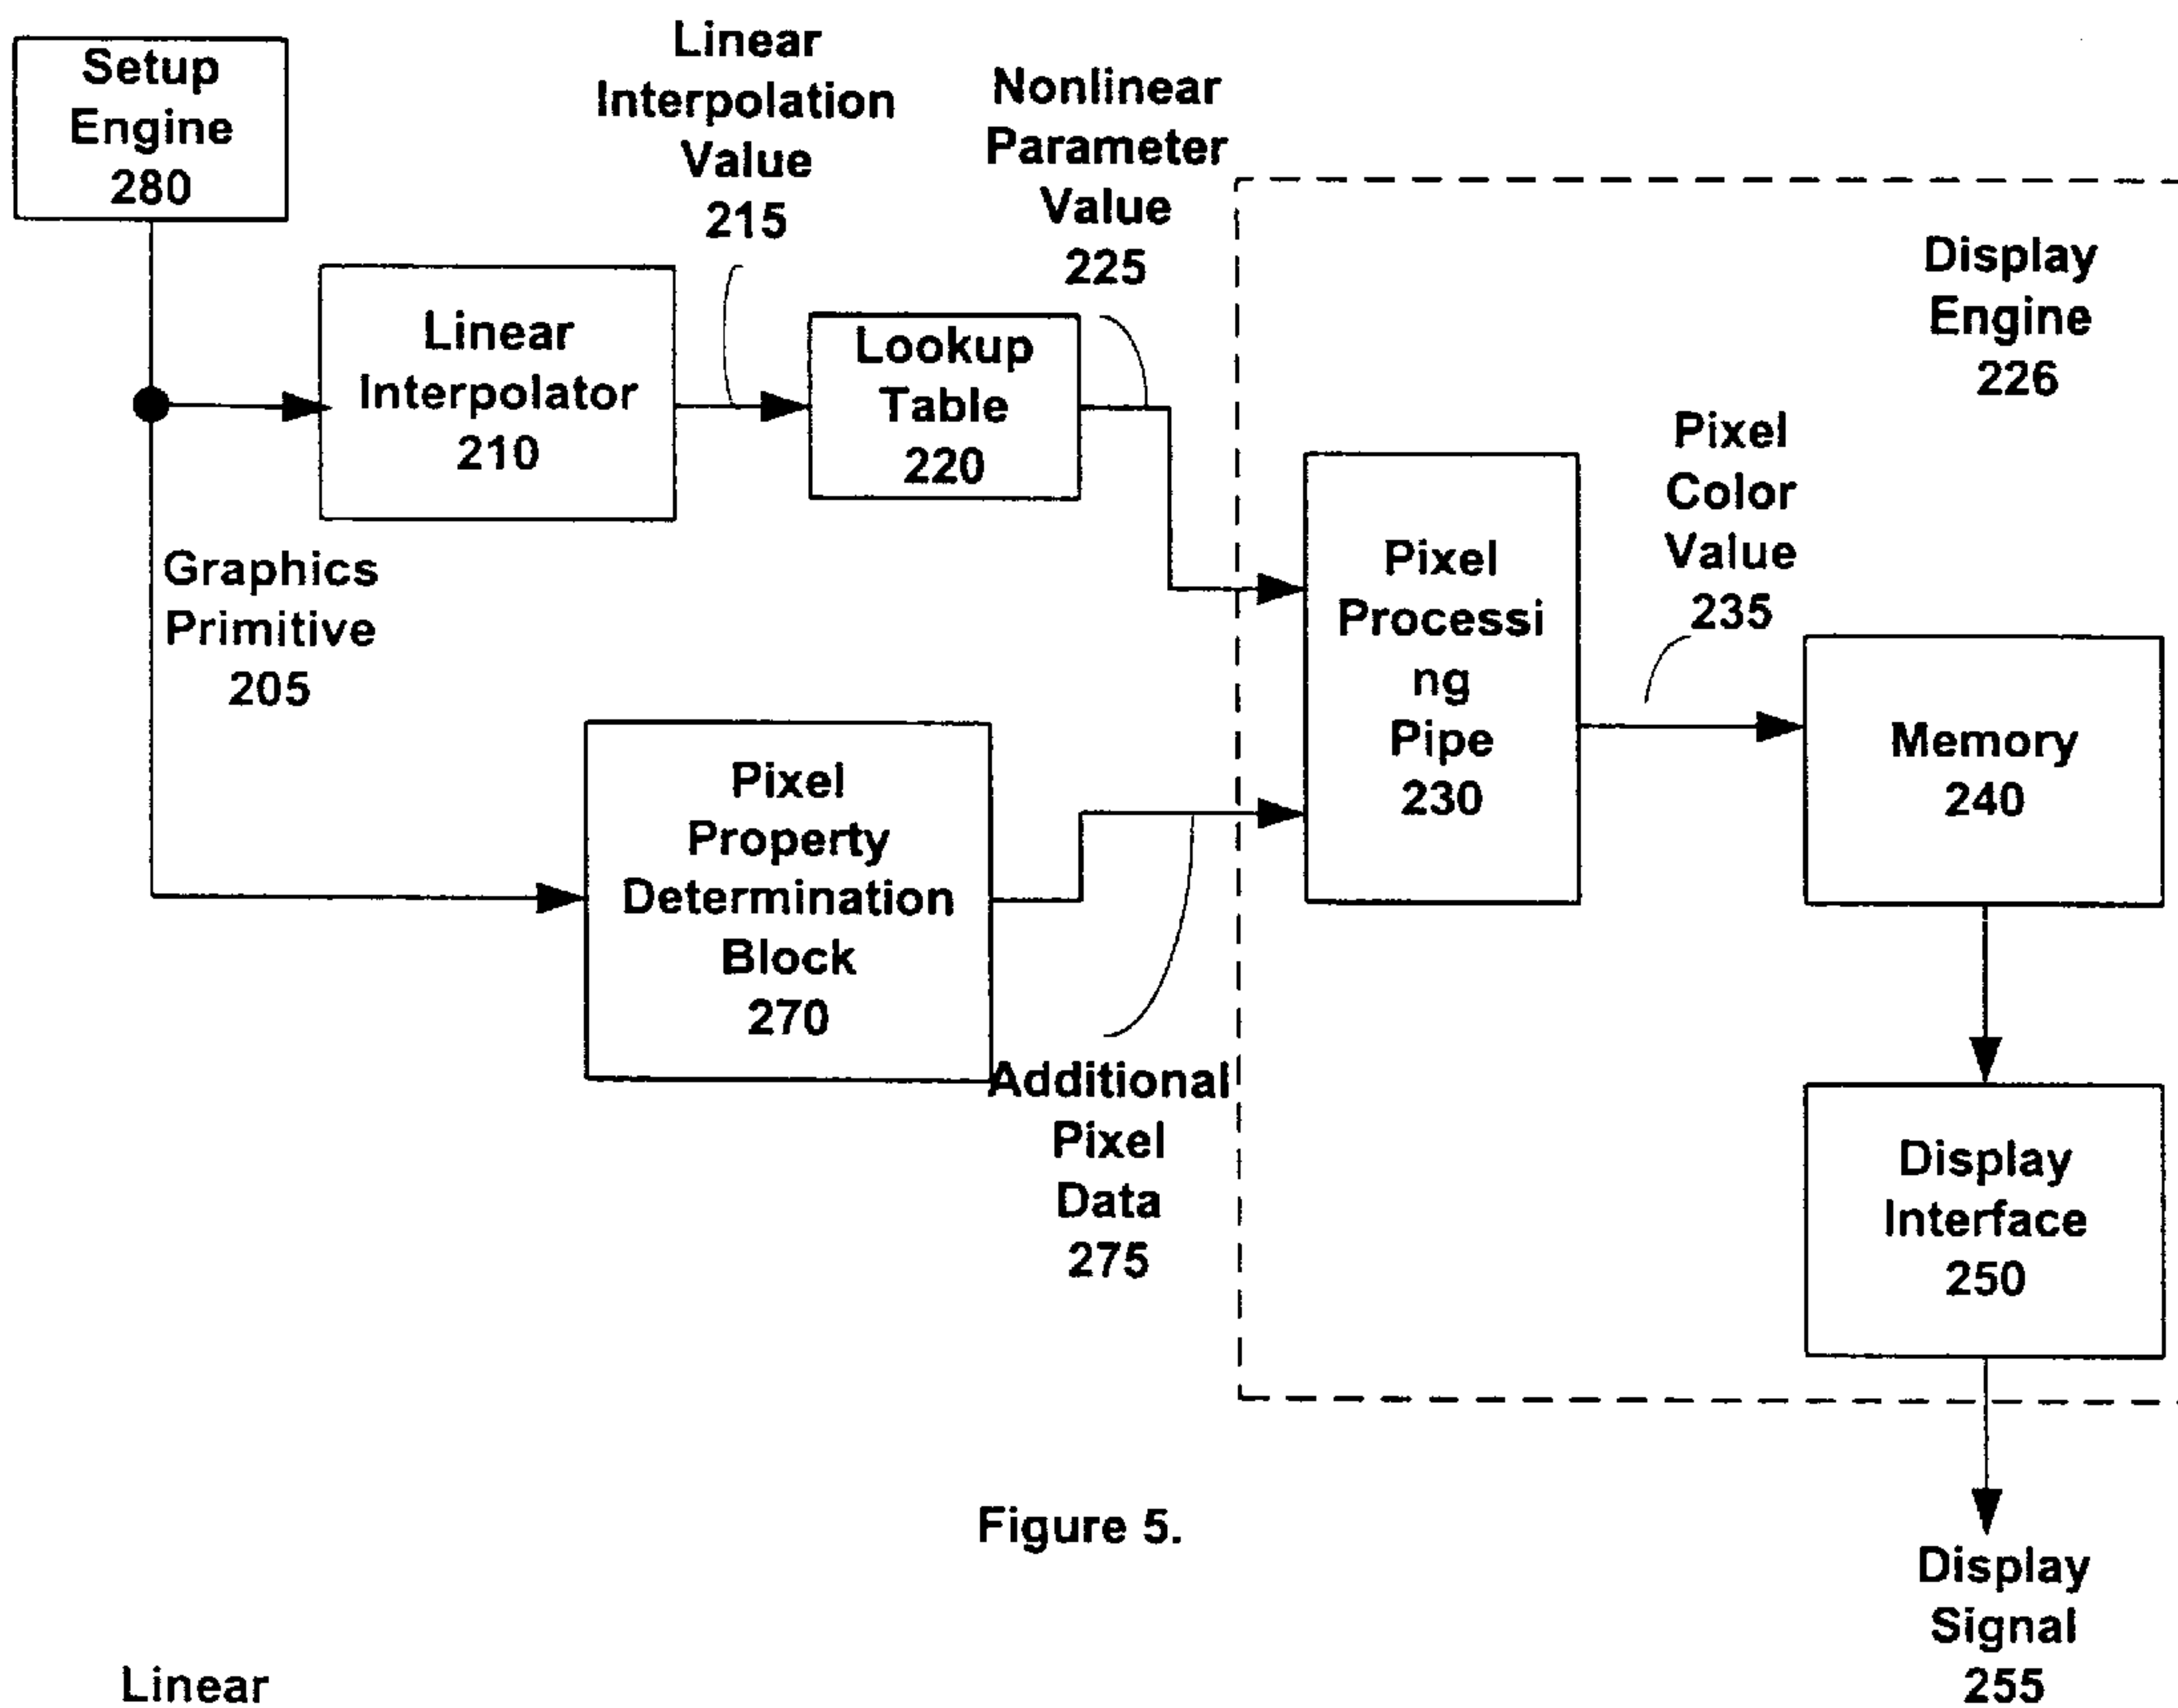 Setup
Engine
280
Linear
Interpolation
Value
215
Nonlinear
Parameter
Value
225
Display
Engine
226
Linear
Interpolator
210
Lookup
Table
220
Graphics
Primitive
205
Pixel
Processi
ng
Pipe
230
Pixel
Color
Value
235
Memory
240
Pixel
Property
Determination
Block
270
Additional
Pixel
Data
275
Display
Interface
250
Figure 5.
Display
Signal
255
Linear